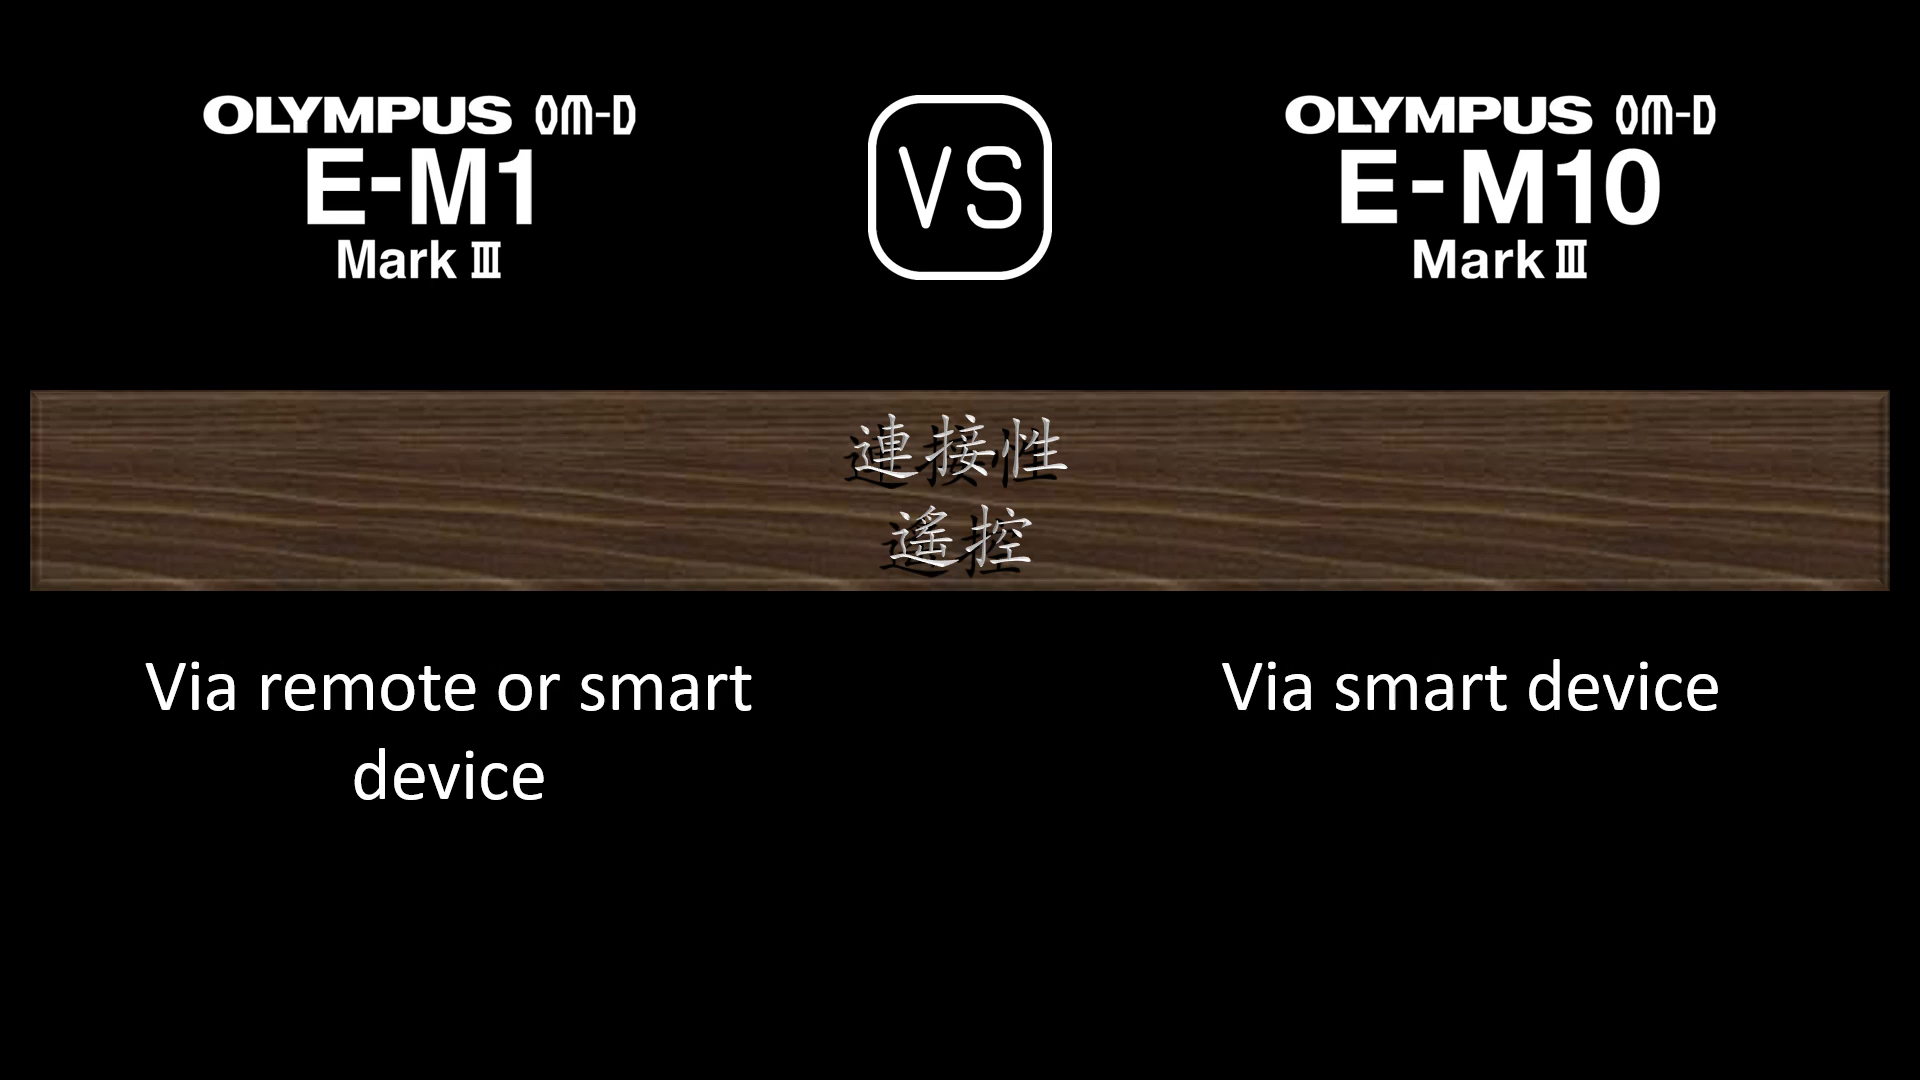 OLYMPUS OM-D
E-M1
Mark III
VS
OLYMPUS OM-D
E-M10
Mark III
連接性
遙控
Via remote or smart
device
Via smart device